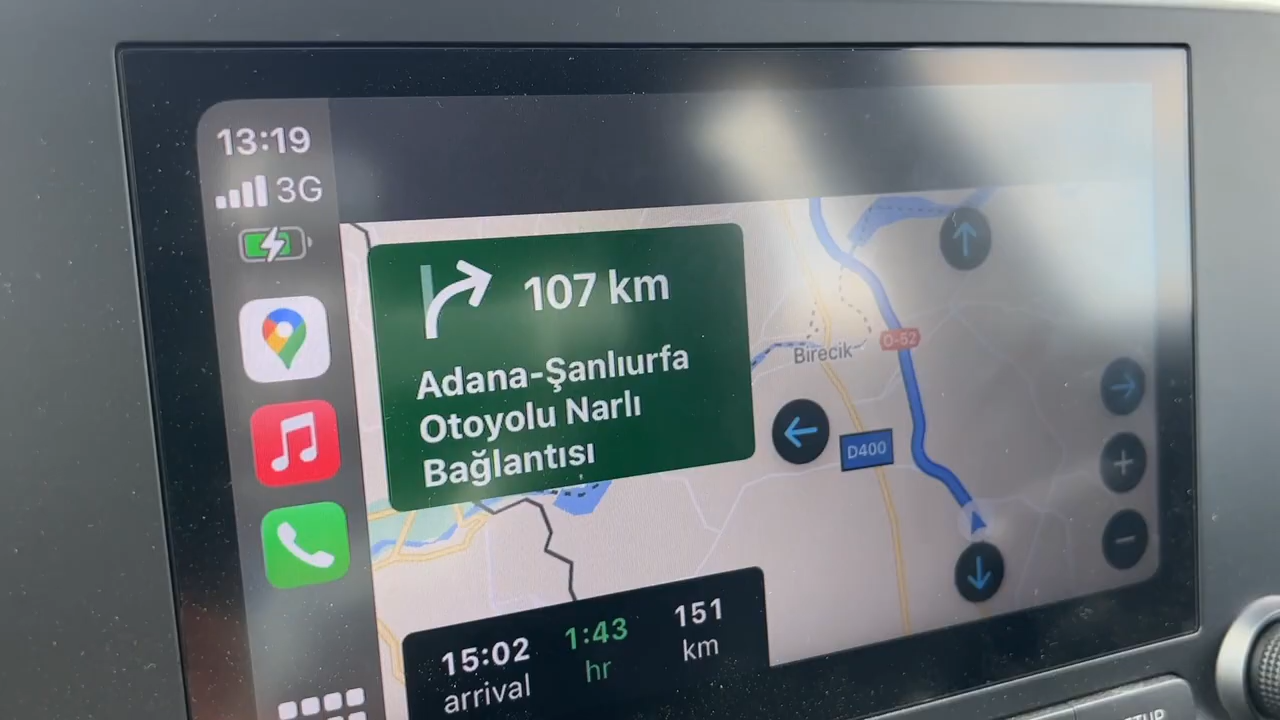 13:19
3G
107 km
Adana-Şanlıurfa
Otoyolu Narlı
Bağlantısı
Birecik
O-52
D400
15:02
arrival
1:43
hr
151
km